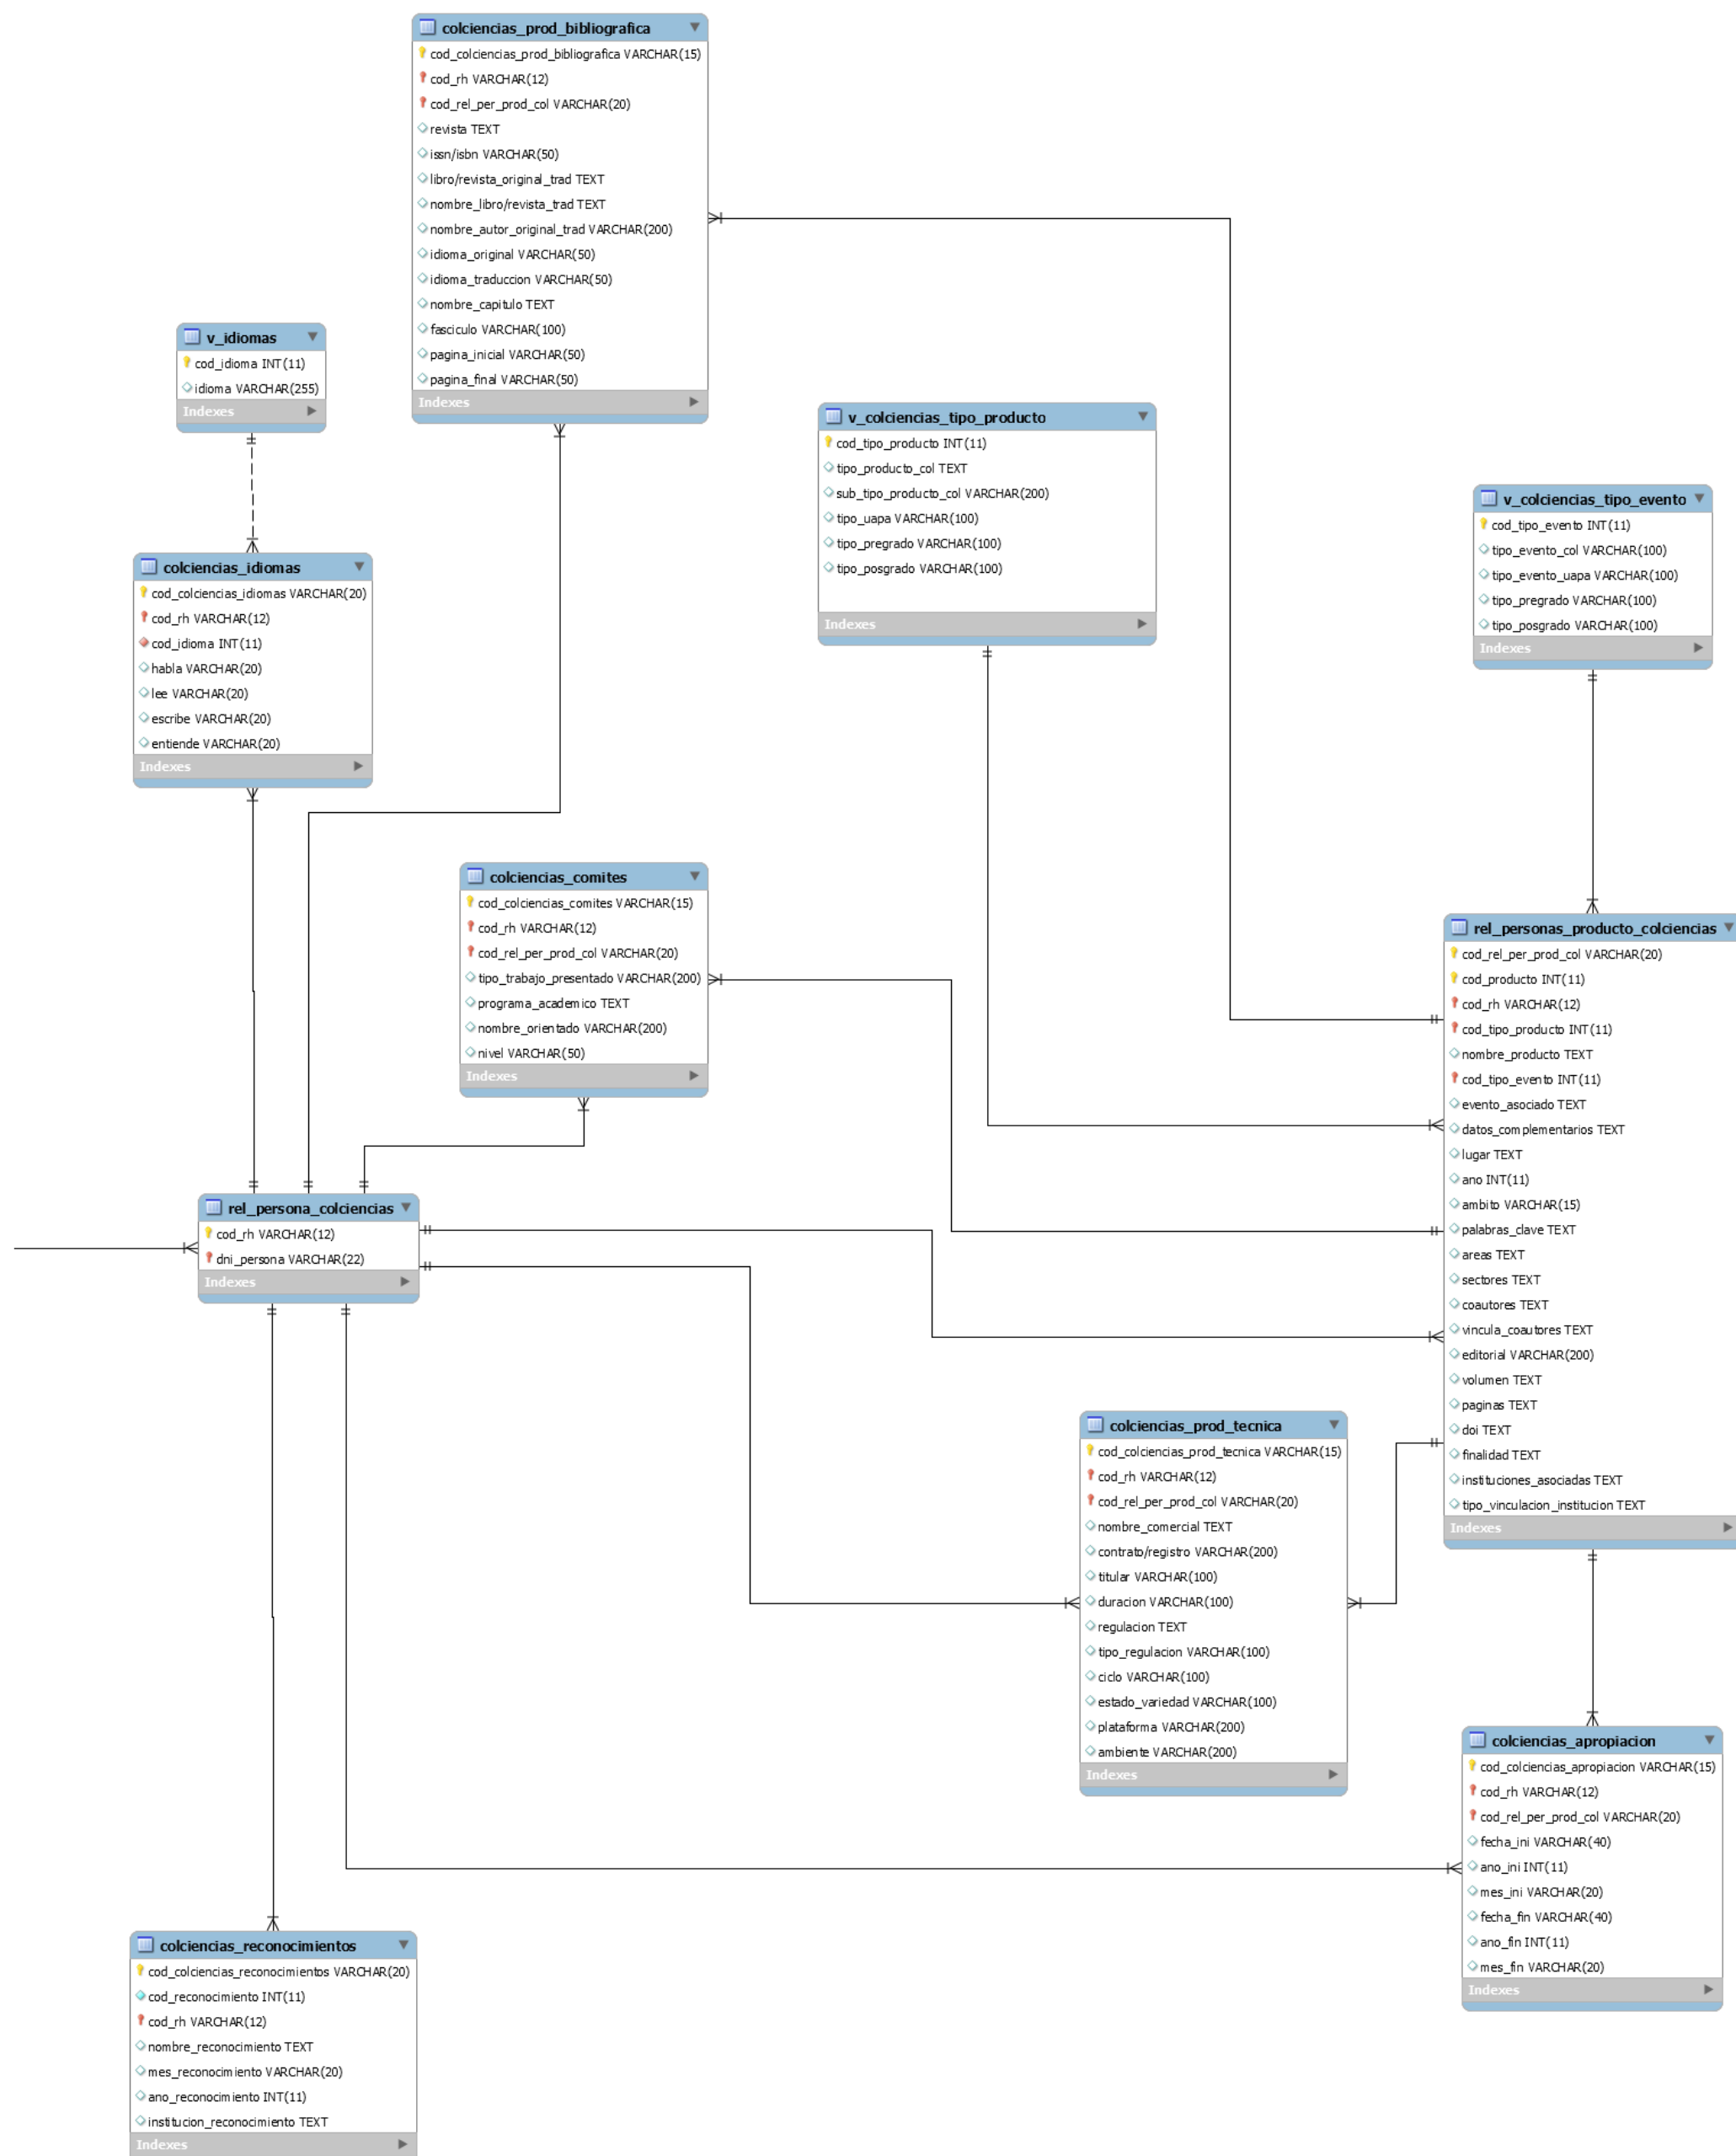 colciencias_prod_bibliografica
cod_colciencias_prod_bibliografica VARCHAR(15)
cod_rh VARCHAR(12)
cod_rel_per_prod_col VARCHAR(20)
revista TEXT
issn/isbn VARCHAR(50)
libro/revista_original_trad TEXT
nombre_libro/revista_trad TEXT
nombre_autor_original_trad VARCHAR(200)
idioma_original VARCHAR(50)
idioma_traduccion VARCHAR(50)
nombre_capitulo TEXT
fasciculo VARCHAR(100)
pagina_inicial VARCHAR(50)
pagina_final VARCHAR(50)
Indexes
v_idiomas
cod_idioma INT(11)
idioma VARCHAR(255)
Indexes
v_colciencias_tipo_producto
cod_tipo_producto INT(11)
tipo_producto_col TEXT
sub_tipo_producto_col VARCHAR(200)
tipo_uapa VARCHAR(100)
tipo_pregrado VARCHAR(100)
tipo_posgrado VARCHAR(100)
Indexes
v_colciencias_tipo_evento
cod_tipo_evento INT(11)
tipo_evento_col VARCHAR(100)
tipo_evento_uapa VARCHAR(100)
tipo_pregrado VARCHAR(100)
tipo_posgrado VARCHAR(100)
Indexes
colciencias_idiomas
cod_colciencias_idiomas VARCHAR(20)
cod_rh VARCHAR(12)
cod_idioma INT(11)
habla VARCHAR(20)
lee VARCHAR(20)
escribe VARCHAR(20)
entiende VARCHAR(20)
Indexes
colciencias_comites
cod_colciencias_comites VARCHAR(15)
cod_rh VARCHAR(12)
cod_rel_per_prod_col VARCHAR(20)
tipo_trabajo_presentado VARCHAR(200)
programa_academico TEXT
nombre_orientado VARCHAR(200)
nivel VARCHAR(50)
Indexes
rel_personas_producto_colciencias
cod_rel_per_prod_col VARCHAR(20)
cod_producto INT(11)
cod_rh VARCHAR(12)
cod_tipo_producto INT(11)
nombre_producto TEXT
cod_tipo_evento INT(11)
evento_asociado TEXT
datos_complementarios TEXT
lugar TEXT
ano INT(11)
ambito VARCHAR(15)
palabras_clave TEXT
areas TEXT
sectores TEXT
coautores TEXT
vincula_coautores TEXT
editorial VARCHAR(200)
volumen TEXT
paginas TEXT
doi TEXT
finalidad TEXT
instituciones_asociadas TEXT
tipo_vinculacion_institucion TEXT
Indexes
rel_persona_colciencias
cod_rh VARCHAR(12)
dni_persona VARCHAR(22)
Indexes
colciencias_prod_tecnica
cod_colciencias_prod_tecnica VARCHAR(15)
cod_rh VARCHAR(12)
cod_rel_per_prod_col VARCHAR(20)
nombre_comercial TEXT
contrato/registro VARCHAR(200)
titular VARCHAR(100)
duracion VARCHAR(100)
regulacion TEXT
tipo_regulacion VARCHAR(100)
ciclo VARCHAR(100)
estado_variedad VARCHAR(100)
plataforma VARCHAR(200)
ambiente VARCHAR(200)
Indexes
colciencias_apropiacion
cod_colciencias_apropiacion VARCHAR(15)
cod_rh VARCHAR(12)
cod_rel_per_prod_col VARCHAR(20)
fecha_ini VARCHAR(40)
ano_ini INT(11)
mes_ini VARCHAR(20)
fecha_fin VARCHAR(40)
ano_fin INT(11)
mes_fin VARCHAR(20)
Indexes
colciencias_reconocimientos
cod_colciencias_reconocimientos VARCHAR(20)
cod_reconocimiento INT(11)
cod_rh VARCHAR(12)
nombre_reconocimiento TEXT
mes_reconocimiento VARCHAR(20)
ano_reconocimiento INT(11)
institucion_reconocimiento TEXT
Indexes